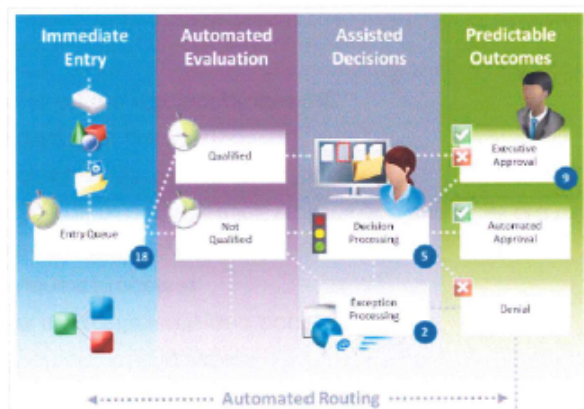 Immediate
Entry
Automated
Evaluation
Assisted
Decisions
Predictable
Outcomes
Qualified
Executive
Approval
9
Entry Queue
18
Not
Qualified
Decision
Processing
5
Automated
Approval
Exception
Processing
2
Denial
Automated Routing